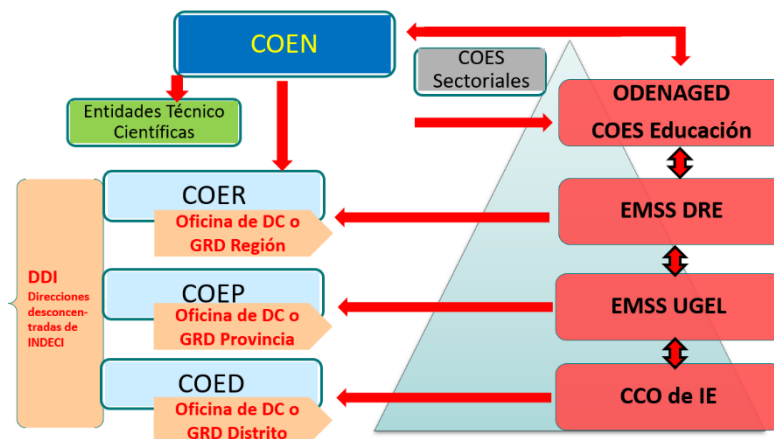 COEN
COES
Sectoriales
Entidades Técnico
Científicas
ODENAGED
COES Educación
COER
Oficina de DC o
GRD Región
EMSS DRE
DDI
Direcciones
desconcen-
tradas de
INDECI
COEP
Oficina de DC o
GRD Provincia
EMSS UGEL
COED
Oficina de DC o
GRD Distrito
CCO de IE